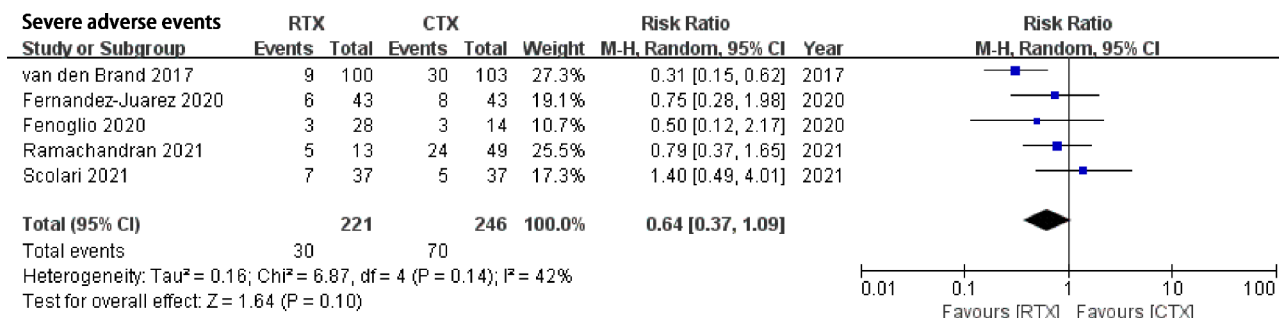 Severe adverse events RTX CTX Risk Ratio Risk Ratio
Study or Subgroup Events Total Events Total Weight M-H, Random, 95% CI Year M-H, Random, 95% CI
van den Brand 2017 9 100 30 103 27.3% 0.31 [0.15, 0.62] 2017
Fernandez-Juarez 2020 6 43 8 43 19.1% 0.75 [0.28, 1.98] 2020
Fenoglio 2020 3 28 3 14 10.7% 0.50 [0.12, 2.17] 2020
Ramachandran 2021 5 13 24 49 25.5% 0.79 [0.37, 1.65] 2021
Scolari 2021 7 37 5 37 17.3% 1.40 [0.49, 4.01] 2021
Total (95% CI) 221 246 100.0% 0.64 [0.37, 1.09]
Total events 30 70
Heterogeneity: Tau² = 0.16; Chi² = 6.87, df = 4 (P = 0.14); I² = 42%
Test for overall effect: Z = 1.64 (P = 0.10)
0.01 0.1 1 10 100
Favours [RTX] Favours [CTX]